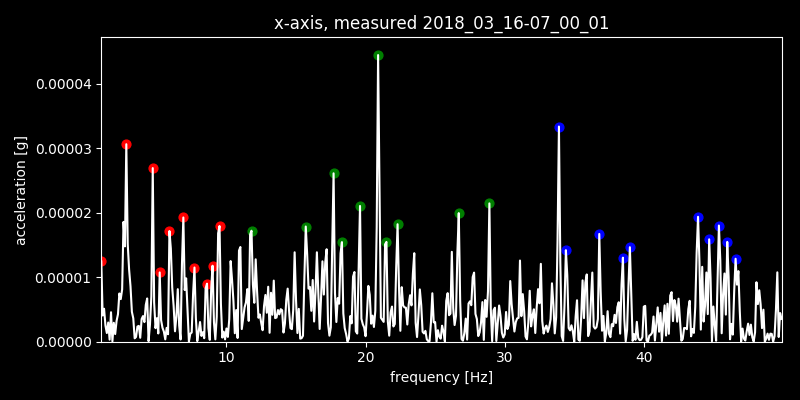 x-axis, measured 2018_03_16-07_00_01
acceleration [g]
0.00004
0.00003
0.00002
0.00001
0.00000
10 20 30 40
frequency [Hz]